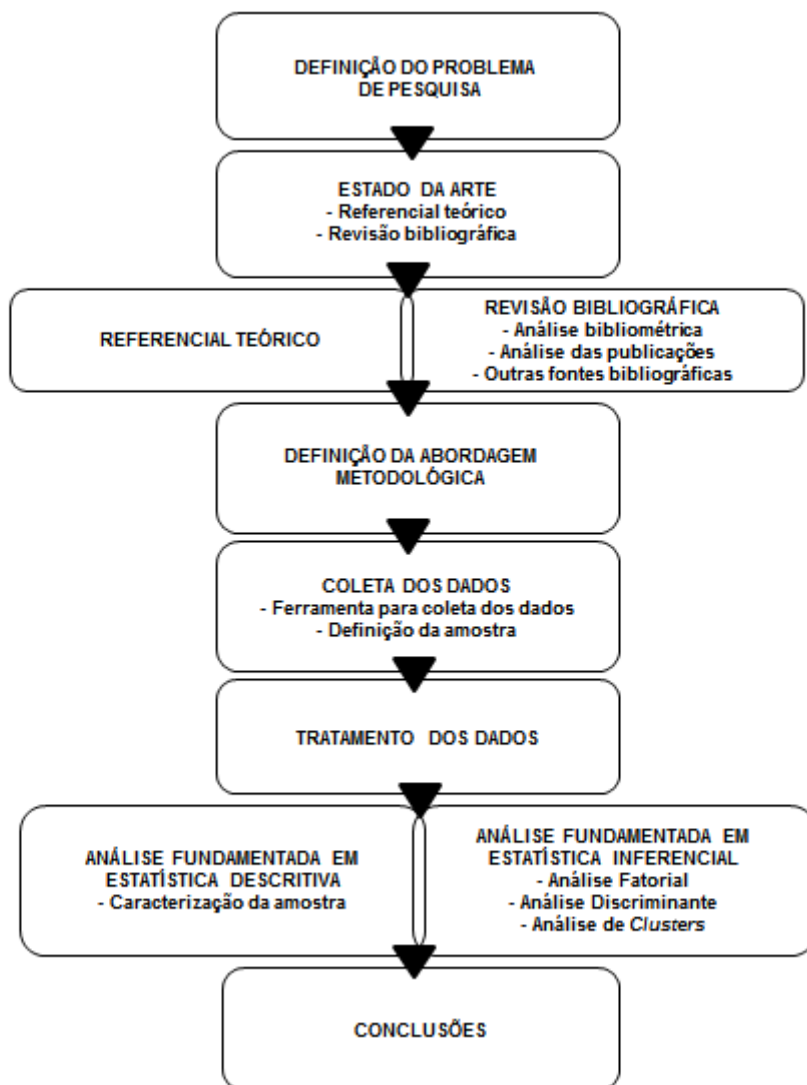 DEFINIÇÃO DO PROBLEMA
DE PESQUISA
ESTADO DA ARTE
- Referencial teórico
- Revisão bibliográfica
REFERENCIAL TEÓRICO
REVISÃO BIBLIOGRÁFICA
- Análise bibliométrica
- Análise das publicações
- Outras fontes bibliográficas
DEFINIÇÃO DA ABORDAGEM
METODOLÓGICA
COLETA DOS DADOS
- Ferramenta para coleta dos dados
- Definição da amostra
TRATAMENTO DOS DADOS
ANÁLISE FUNDAMENTADA EM
ESTATÍSTICA DESCRITIVA
- Caracterização da amostra
ANÁLISE FUNDAMENTADA EM
ESTATÍSTICA INFERENCIAL
- Análise Fatorial
- Análise Discriminante
- Análise de Clusters
CONCLUSÕES